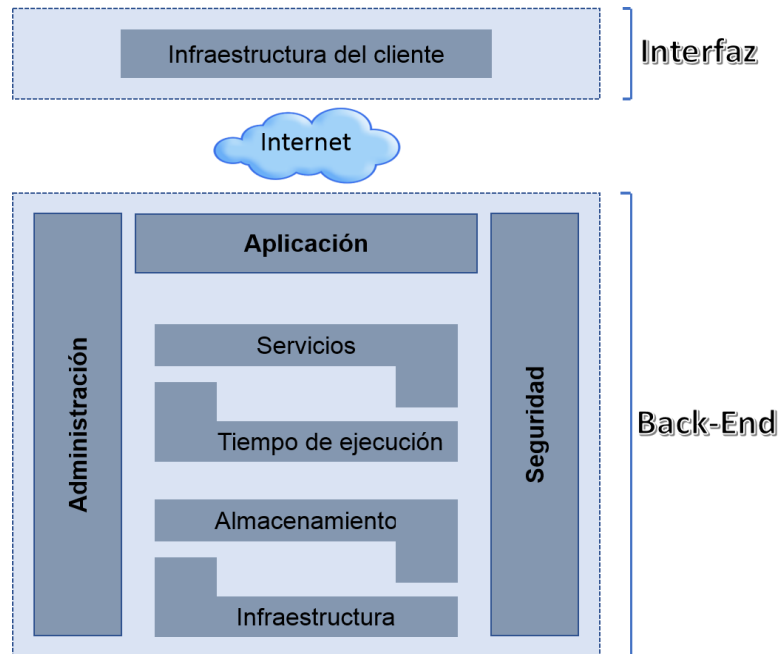 Infraestructura del cliente
Interfaz
Internet
Administración
Aplicación
Servicios
Tiempo de ejecución
Almacenamiento
Infraestructura
Seguridad
Back-End